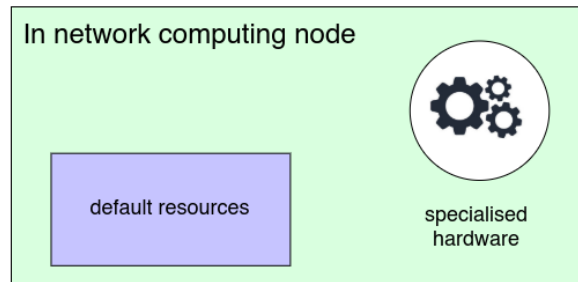 In network computing node
default resources
specialised
hardware